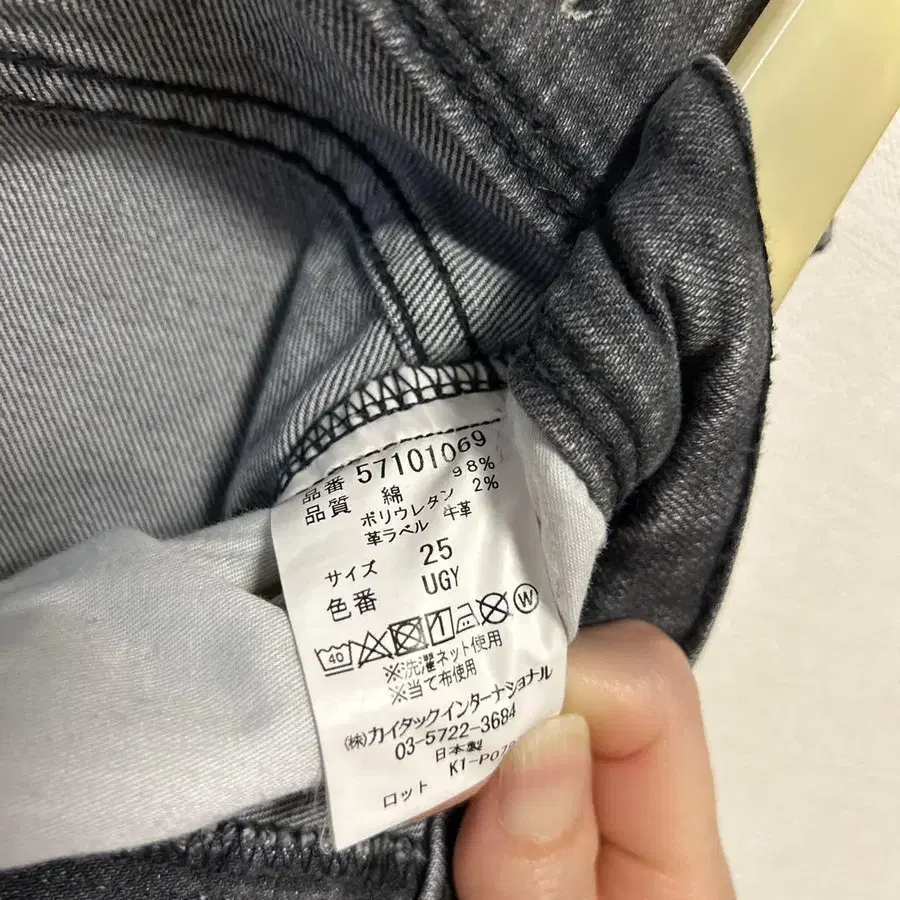 品番 57101069
品質 綿 98%
ポリウレタン 2%
革ラベル 牛革
サイズ 25
色番 UGY
40 W
※洗濯ネット使用
※当て布使用
㈱カイタックインターナショナル
03-5722-3684
日本製
ロット